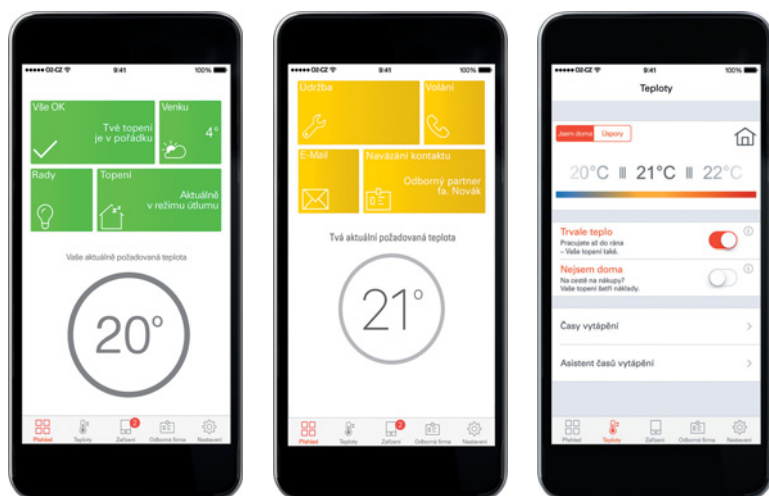 ●●●●● O2-CZ 9:41 100%
Vše OK
Tvé topení
je v pořádku
Venku
4°
Rady
Topení
Aktuálně
v režimu útlumu
Vaše aktuálně požadovaná teplota
20°
2
Přehled Teploty Zařízení Odborná firma Nastavení
●●●●● O2-CZ 9:41 100%
Údržba
Volání
E-Mail
Navázání kontaktu
Odborný partner
fa. Novák
Tvá aktuální požadovaná teplota
21°
2
Přehled Teploty Zařízení Odborná firma Nastavení
●●●●● O2-CZ 9:41 100%
Teploty
Jsem doma Úspory
20°C 21°C 22°C
Trvale teplo
Pracujete až do rána
– Vaše topení také.
Nejsem doma
Na cestě na nákupy?
Vaše topení šetří náklady.
Časy vytápění
Asistent časů vytápění
Přehled Teploty Zařízení Odborná firma Nastavení